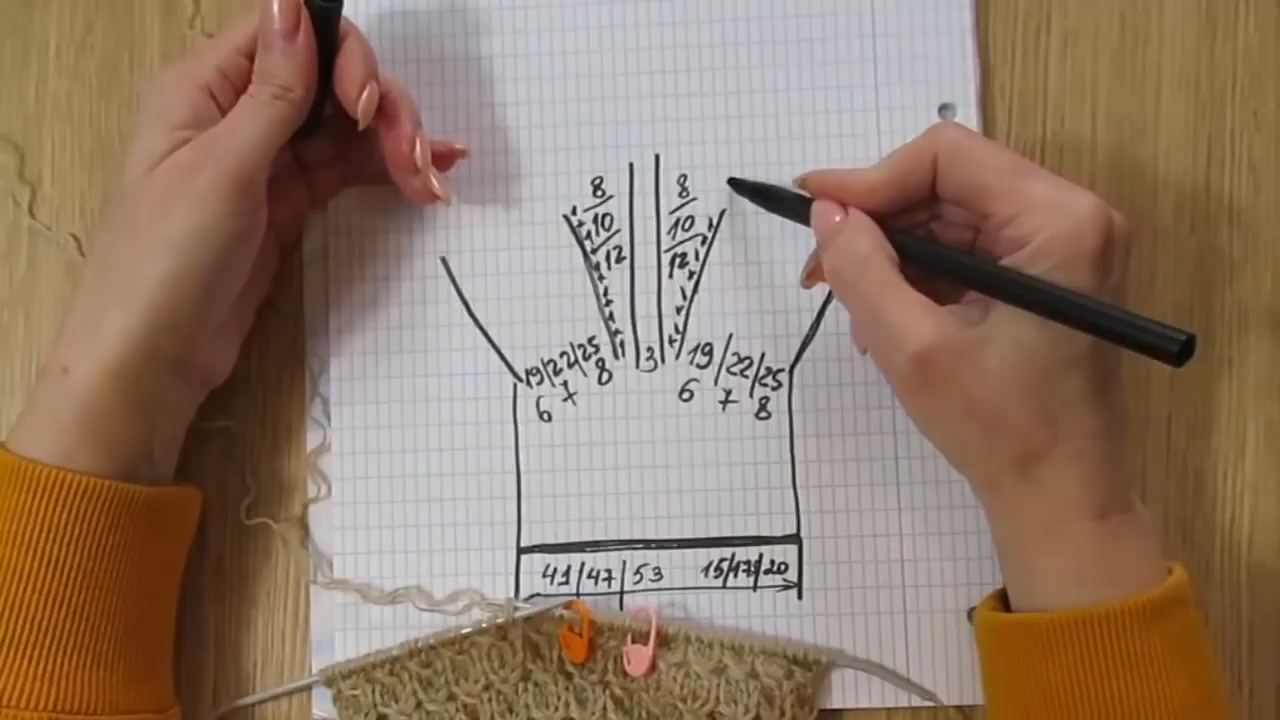 8 8
10 10
12 12
19/22/25 3 19/22/25
6 7 8 6 7 8
41/47/53 15/17/20